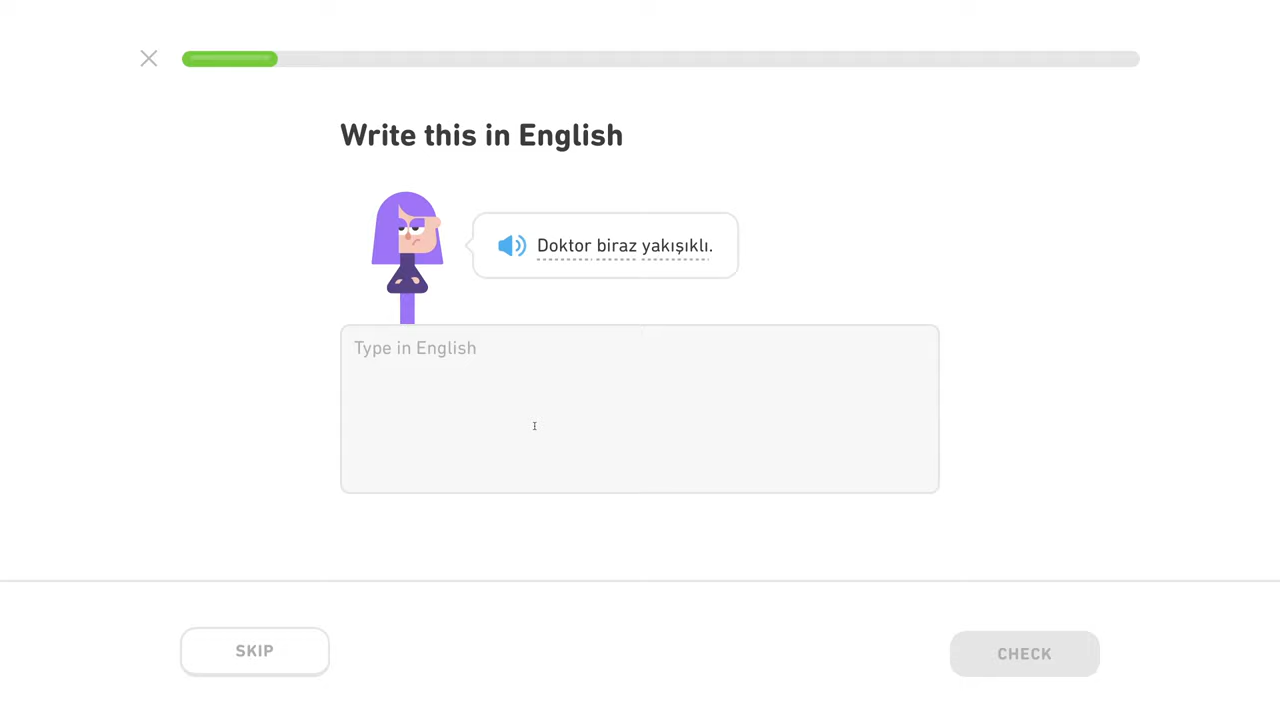 Write this in English
Doktor biraz yakışıklı.
Type in English
SKIP
CHECK